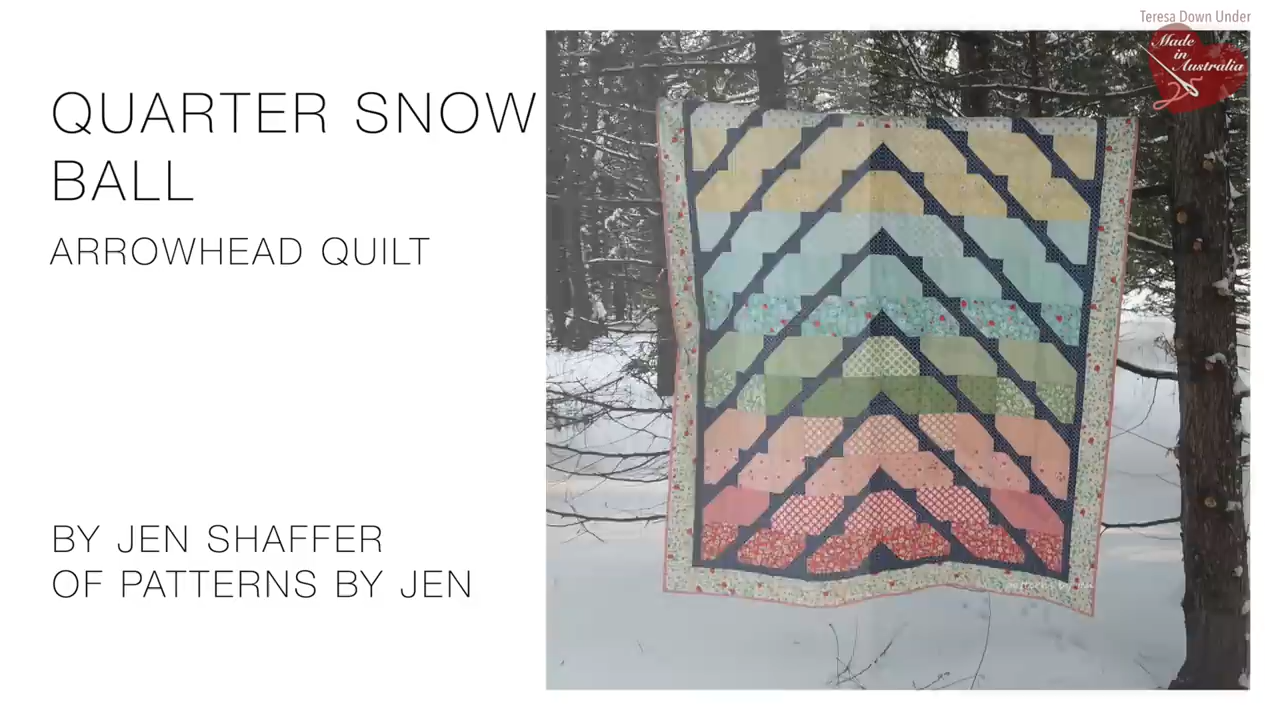 Teresa Down Under
Made
in
Australia
QUARTER SNOW
BALL
ARROWHEAD QUILT
BY JEN SHAFFER
OF PATTERNS BY JEN